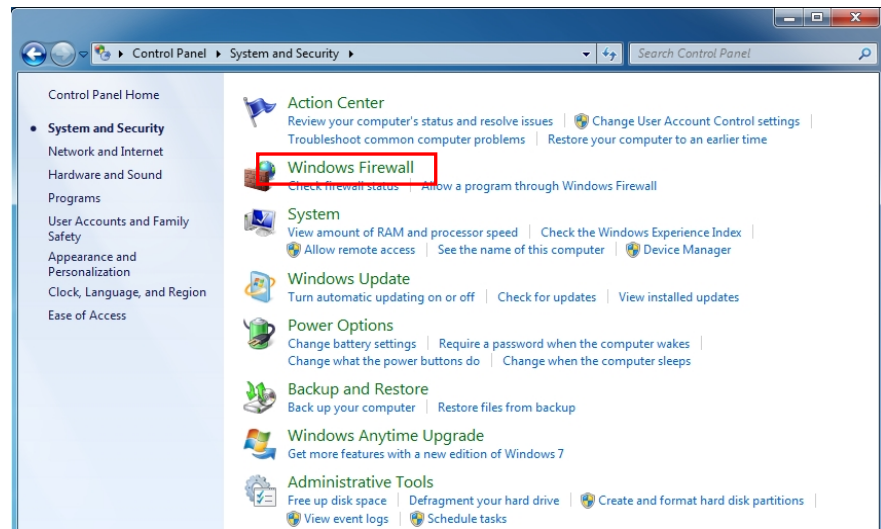 Control Panel System and Security Search Control Panel
Control Panel Home
System and Security
Network and Internet
Hardware and Sound
Programs
User Accounts and Family
Safety
Appearance and
Personalization
Clock, Language, and Region
Ease of Access
Action Center
Review your computer's status and resolve issues Change User Account Control settings
Troubleshoot common computer problems Restore your computer to an earlier time
Windows Firewall
Check firewall status Allow a program through Windows Firewall
System
View amount of RAM and processor speed Check the Windows Experience Index
Allow remote access See the name of this computer Device Manager
Windows Update
Turn automatic updating on or off Check for updates View installed updates
Power Options
Change battery settings Require a password when the computer wakes
Change what the power buttons do Change when the computer sleeps
Backup and Restore
Back up your computer Restore files from backup
Windows Anytime Upgrade
Get more features with a new edition of Windows 7
Administrative Tools
Free up disk space Defragment your hard drive Create and format hard disk partitions
View event logs Schedule tasks